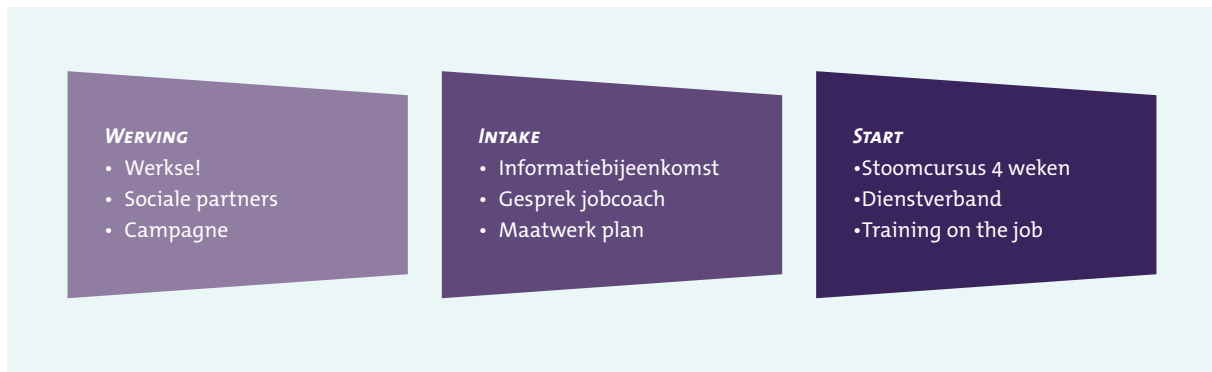 WERVING
• Werkse!
• Sociale partners
• Campagne
INTAKE
• Informatiebijeenkomst
• Gesprek jobcoach
• Maatwerk plan
START
•Stoomcursus 4 weken
•Dienstverband
•Training on the job